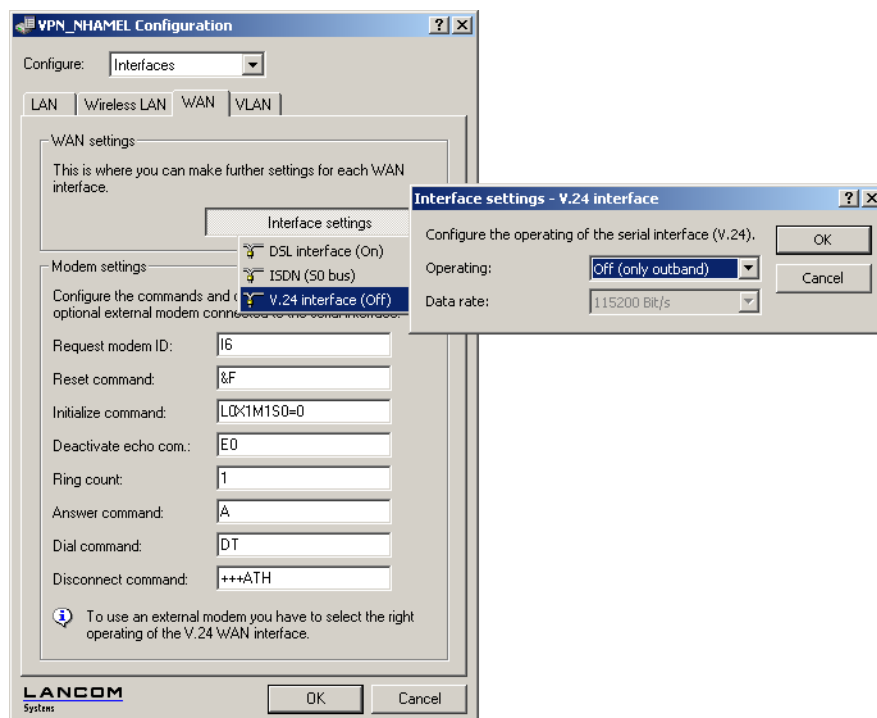 VPN_NHAMEL Configuration
Configure: Interfaces
LAN Wireless LAN WAN VLAN
WAN settings
This is where you can make further settings for each WAN
interface.
Interface settings
DSL interface (On)
ISDN (S0 bus)
V.24 interface (Off)
Modem settings
Configure the commands and
optional external modem connected to the serial interface.
Request modem ID: I6
Reset command: &F
Initialize command: L0X1M1S0=0
Deactivate echo com.: E0
Ring count: 1
Answer command: A
Dial command: DT
Disconnect command: +++ATH
To use an external modem you have to select the right
operating of the V.24 WAN interface.
LANCOM
Systems
OK Cancel
Interface settings - V.24 interface
Configure the operating of the serial interface (V.24).
Operating: Off (only outband)
Data rate: 115200 Bit/s
OK
Cancel